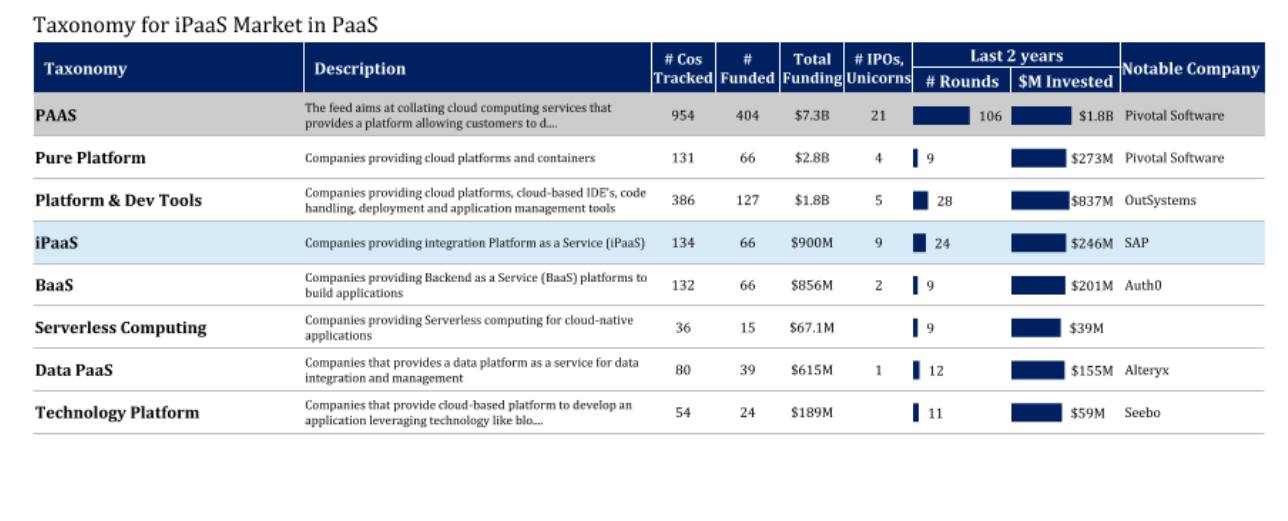 Taxonomy for iPaaS Market in PaaS
Taxonomy Description # Cos Tracked # Funded Total Funding # IPOs, Unicorns Last 2 years # Rounds $M Invested Notable Company
PAAS The feed aims at collating cloud computing services that provides a platform allowing customers to d.... 954 404 $7.3B 21 106 $1.8B Pivotal Software
Pure Platform Companies providing cloud platforms and containers 131 66 $2.8B 4 9 $273M Pivotal Software
Platform & Dev Tools Companies providing cloud platforms, cloud-based IDE's, code handling, deployment and application management tools 386 127 $1.8B 5 28 $837M OutSystems
iPaaS Companies providing integration Platform as a Service (iPaaS) 134 66 $900M 9 24 $246M SAP
BaaS Companies providing Backend as a Service (BaaS) platforms to build applications 132 66 $856M 2 9 $201M Auth0
Serverless Computing Companies providing Serverless computing for cloud-native applications 36 15 $67.1M 9 $39M
Data PaaS Companies that provides a data platform as a service for data integration and management 80 39 $615M 1 12 $155M Alteryx
Technology Platform Companies that provide cloud-based platform to develop an application leveraging technology like blo.... 54 24 $189M 11 $59M Seebo